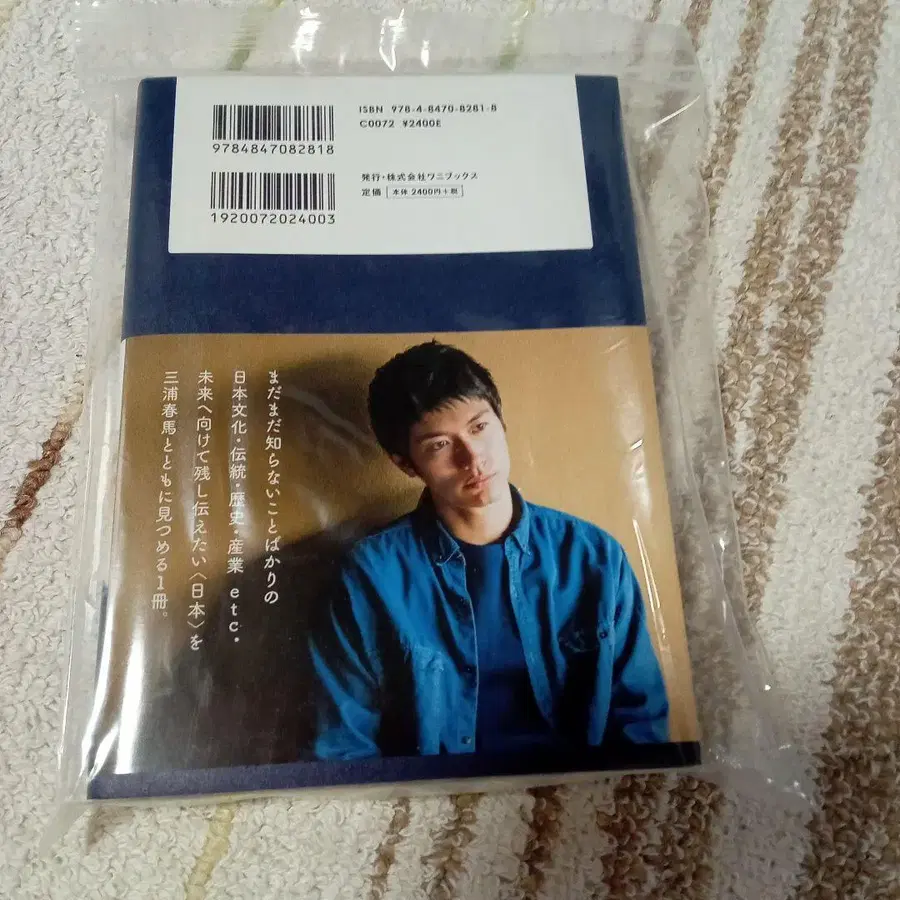 ISBN 978-4-8470-8281-8
C0072 ¥2400E
9784847082818
発行・株式会社ワニブックス
定価 本体 2400円+税
1920072024003
まだまだ知らないことばかりの
日本文化・伝統・歴史・産業 etc.
未来へ向けて残し伝えたい〈日本〉を
三浦春馬とともに見つめる1冊。